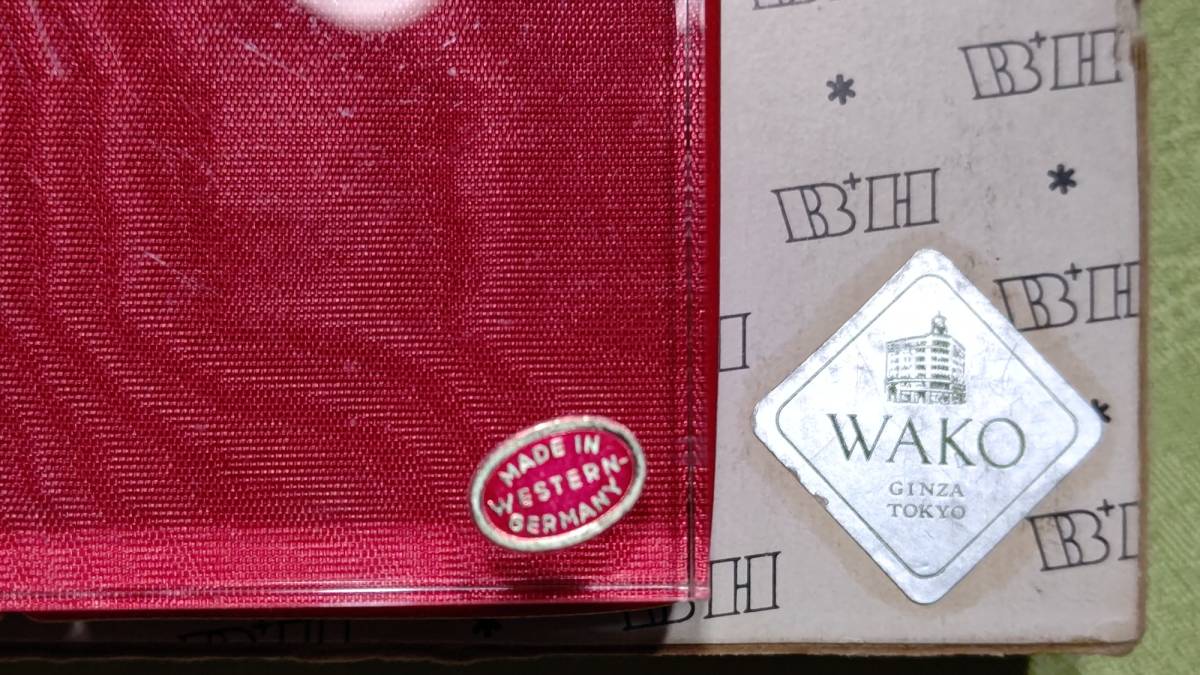 B+H
*
B+H
*
B+H
MADE IN
WESTERN-
GERMANY
WAKO
GINZA
TOKYO
*
B+
H